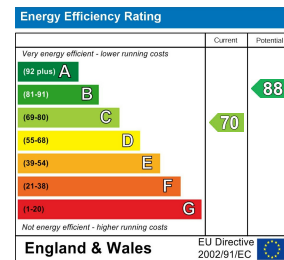 Energy Efficiency Rating
Current Potential
Very energy efficient - lower running costs
(92 plus) A
(81-91) B 88
(69-80) C 70
(55-68) D
(39-54) E
(21-38) F
(1-20) G
Not energy efficient - higher running costs
England & Wales
EU Directive
2002/91/EC